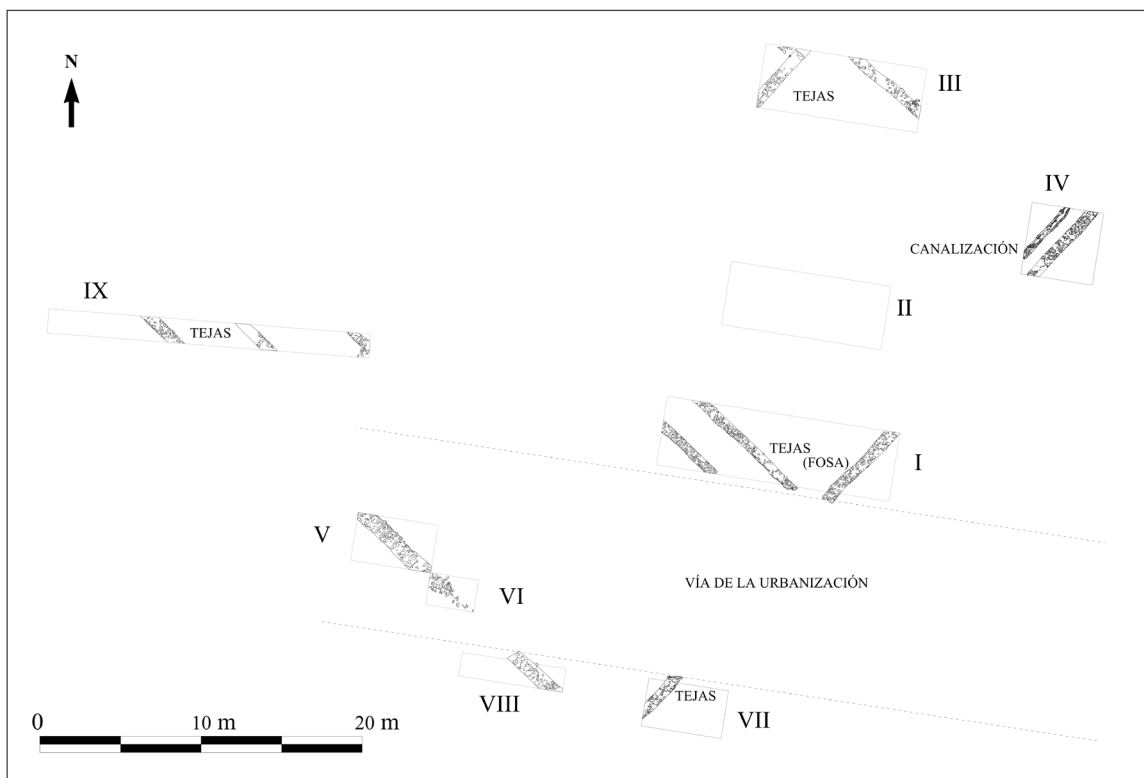 N
III
TEJAS
IV
CANALIZACIÓN
II
IX
TEJAS
TEJAS
(FOSA)
I
V
VÍA DE LA URBANIZACIÓN
VI
VIII
TEJAS
VII
0 10 m 20 m